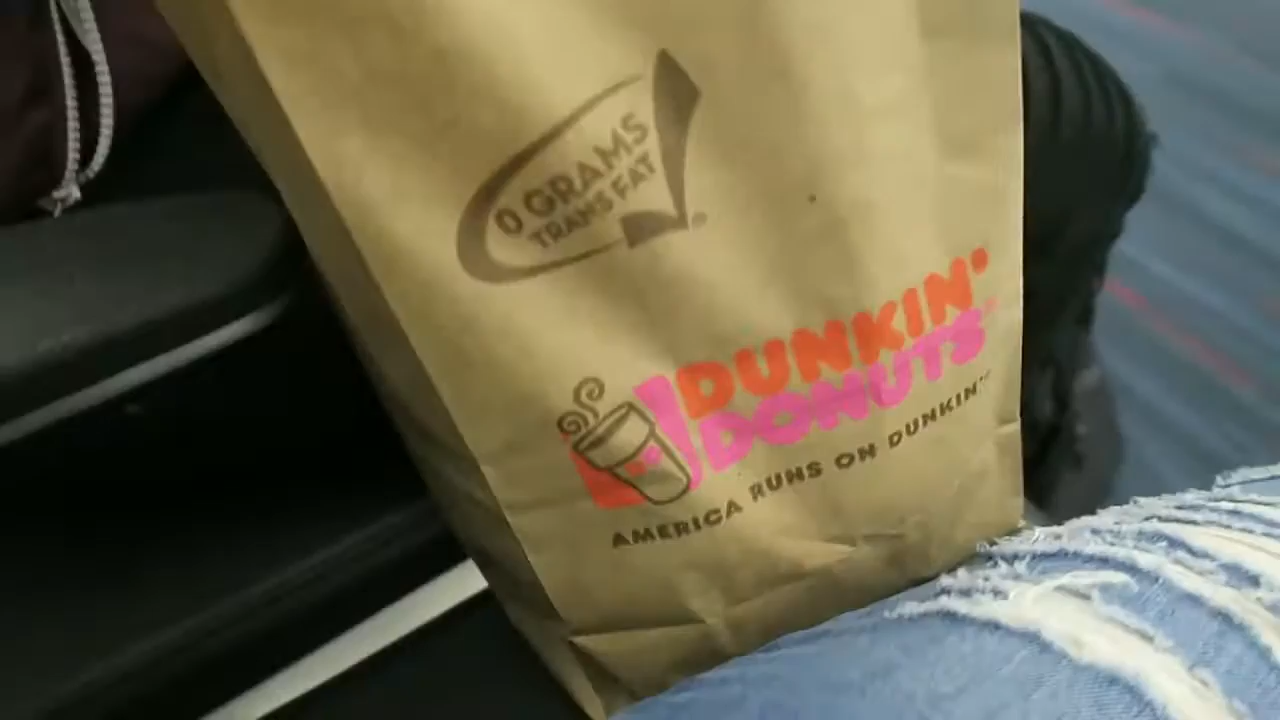 0 GRAMS
TRANS FAT
DUNKIN'
DONUTS
AMERICA RUNS ON DUNKIN'